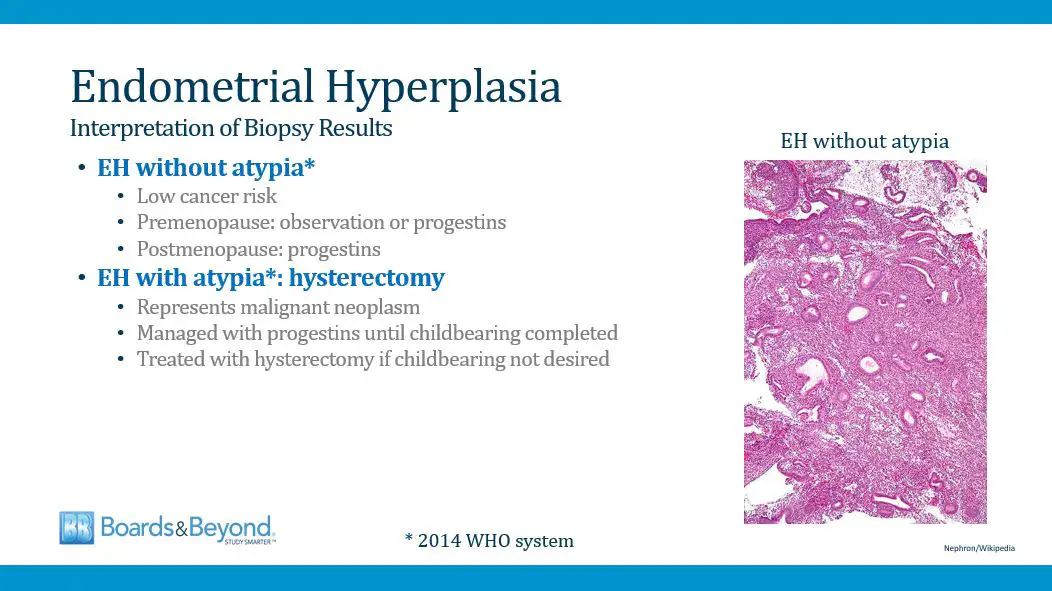 Endometrial Hyperplasia
Interpretation of Biopsy Results
• EH without atypia*
• Low cancer risk
• Premenopause: observation or progestins
• Postmenopause: progestins
• EH with atypia*: hysterectomy
• Represents malignant neoplasm
• Managed with progestins until childbearing completed
• Treated with hysterectomy if childbearing not desired
EH without atypia
BB Boards&Beyond.
STUDY SMARTER™
* 2014 WHO system
Nephron/Wikipedia